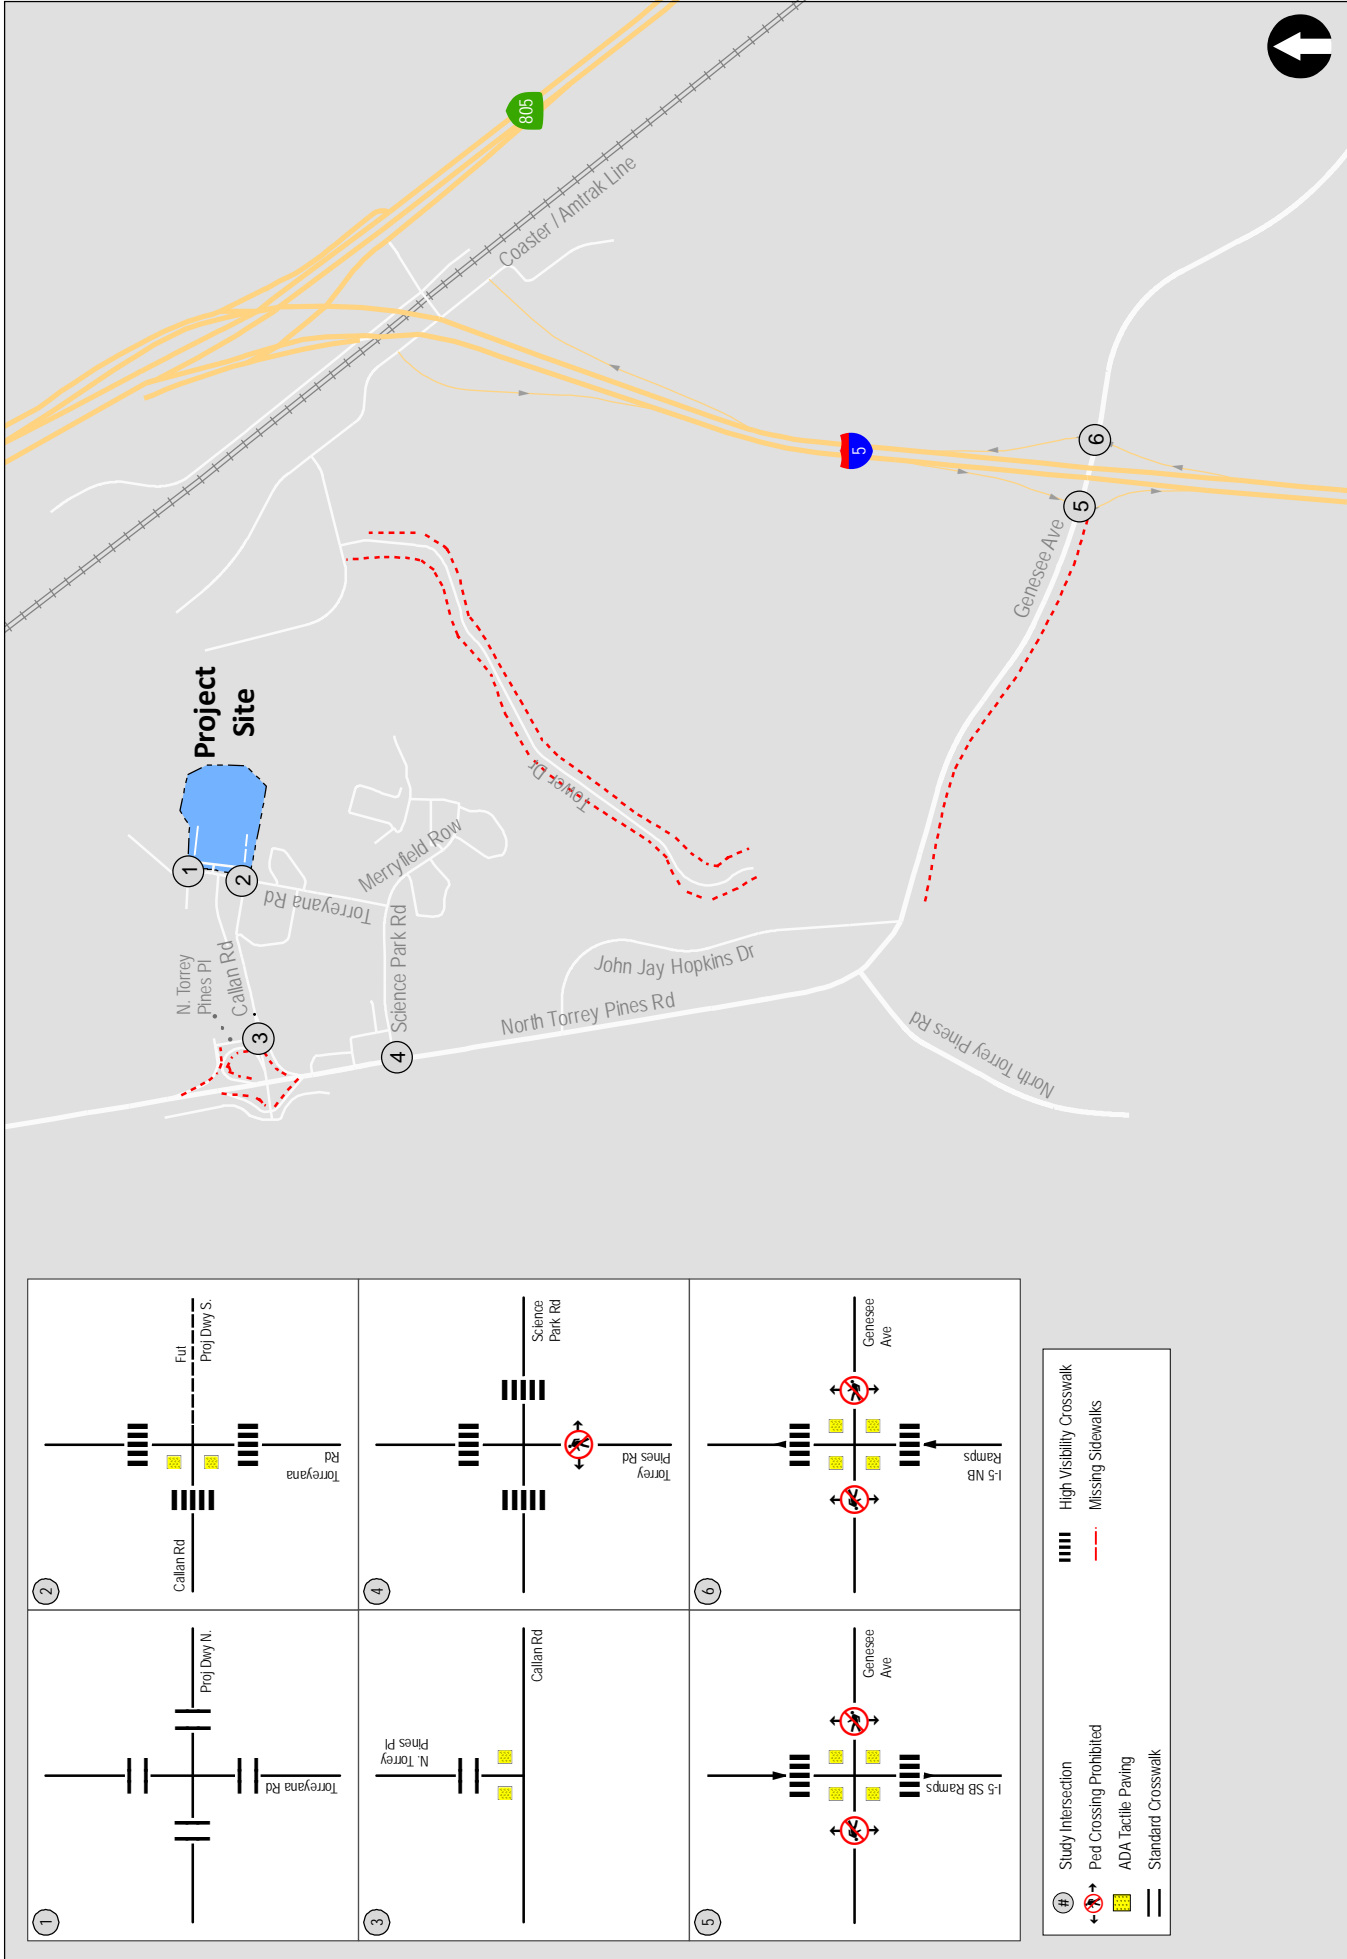 805
Coaster / Amtrak Line
5
6
5
Genesee Ave
Project
Site
1
2
Tower Dr
Merryfield Row
Torreyana Rd
N. Torrey
Pines Pl
Callan Rd
3
Science Park Rd
4
John Jay Hopkins Dr
North Torrey Pines Rd
North Torrey Pines Rd
1
Torreyana Rd
Proj Dwy N.
2
Callan Rd
Torreyana
Rd
Fut
Proj Dwy S.
3
N. Torrey
Pines Pl
Callan Rd
4
Torrey
Pines Rd
Science
Park Rd
5
I-5 SB Ramps
Genesee
Ave
6
I-5 NB
Ramps
Genesee
Ave
# Study Intersection
Ped Crossing Prohibited
ADA Tactile Paving
Standard Crosswalk
High Visibility Crosswalk
Missing Sidewalks